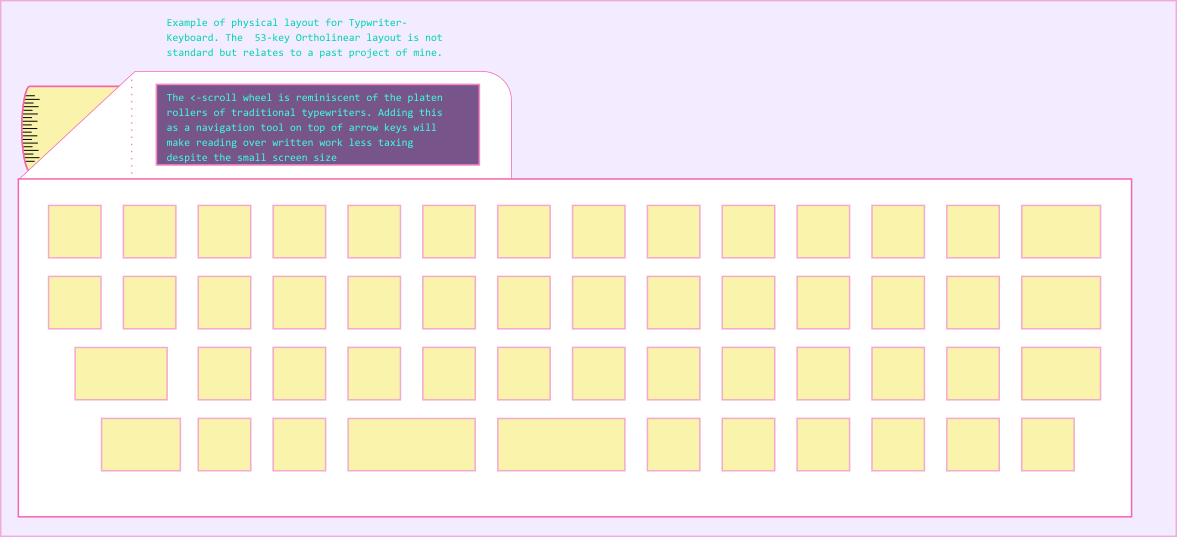 Example of physical layout for Typwriter-
Keyboard. The  53-key Ortholinear layout is not
standard but relates to a past project of mine.
The <-scroll wheel is reminiscent of the platen
rollers of traditional typewriters. Adding this
as a navigation tool on top of arrow keys will
make reading over written work less taxing
despite the small screen size